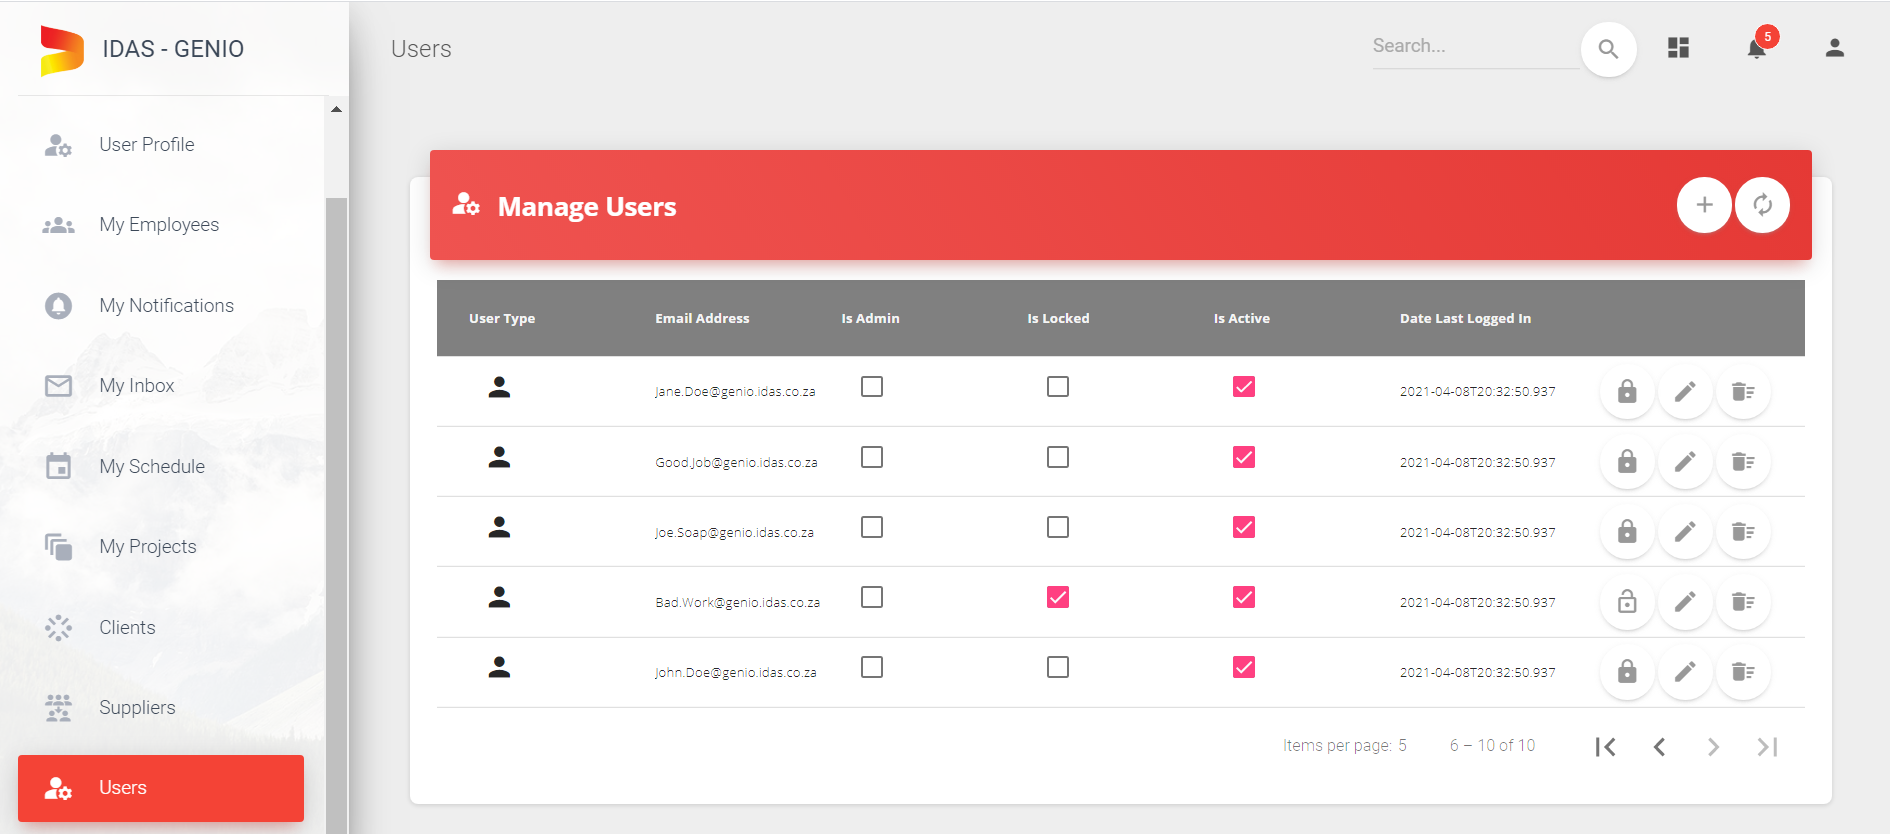 IDAS - GENIO
Users
Search...
5
User Profile
My Employees
My Notifications
My Inbox
My Schedule
My Projects
Clients
Suppliers
Users
Manage Users
User Type Email Address Is Admin Is Locked Is Active Date Last Logged In
Jane.Doe@genio.idas.co.za 2021-04-08T20:32:50.937
Good.Job@genio.idas.co.za 2021-04-08T20:32:50.937
Joe.Soap@genio.idas.co.za 2021-04-08T20:32:50.937
Bad.Work@genio.idas.co.za 2021-04-08T20:32:50.937
John.Doe@genio.idas.co.za 2021-04-08T20:32:50.937
Items per page: 5 6 – 10 of 10